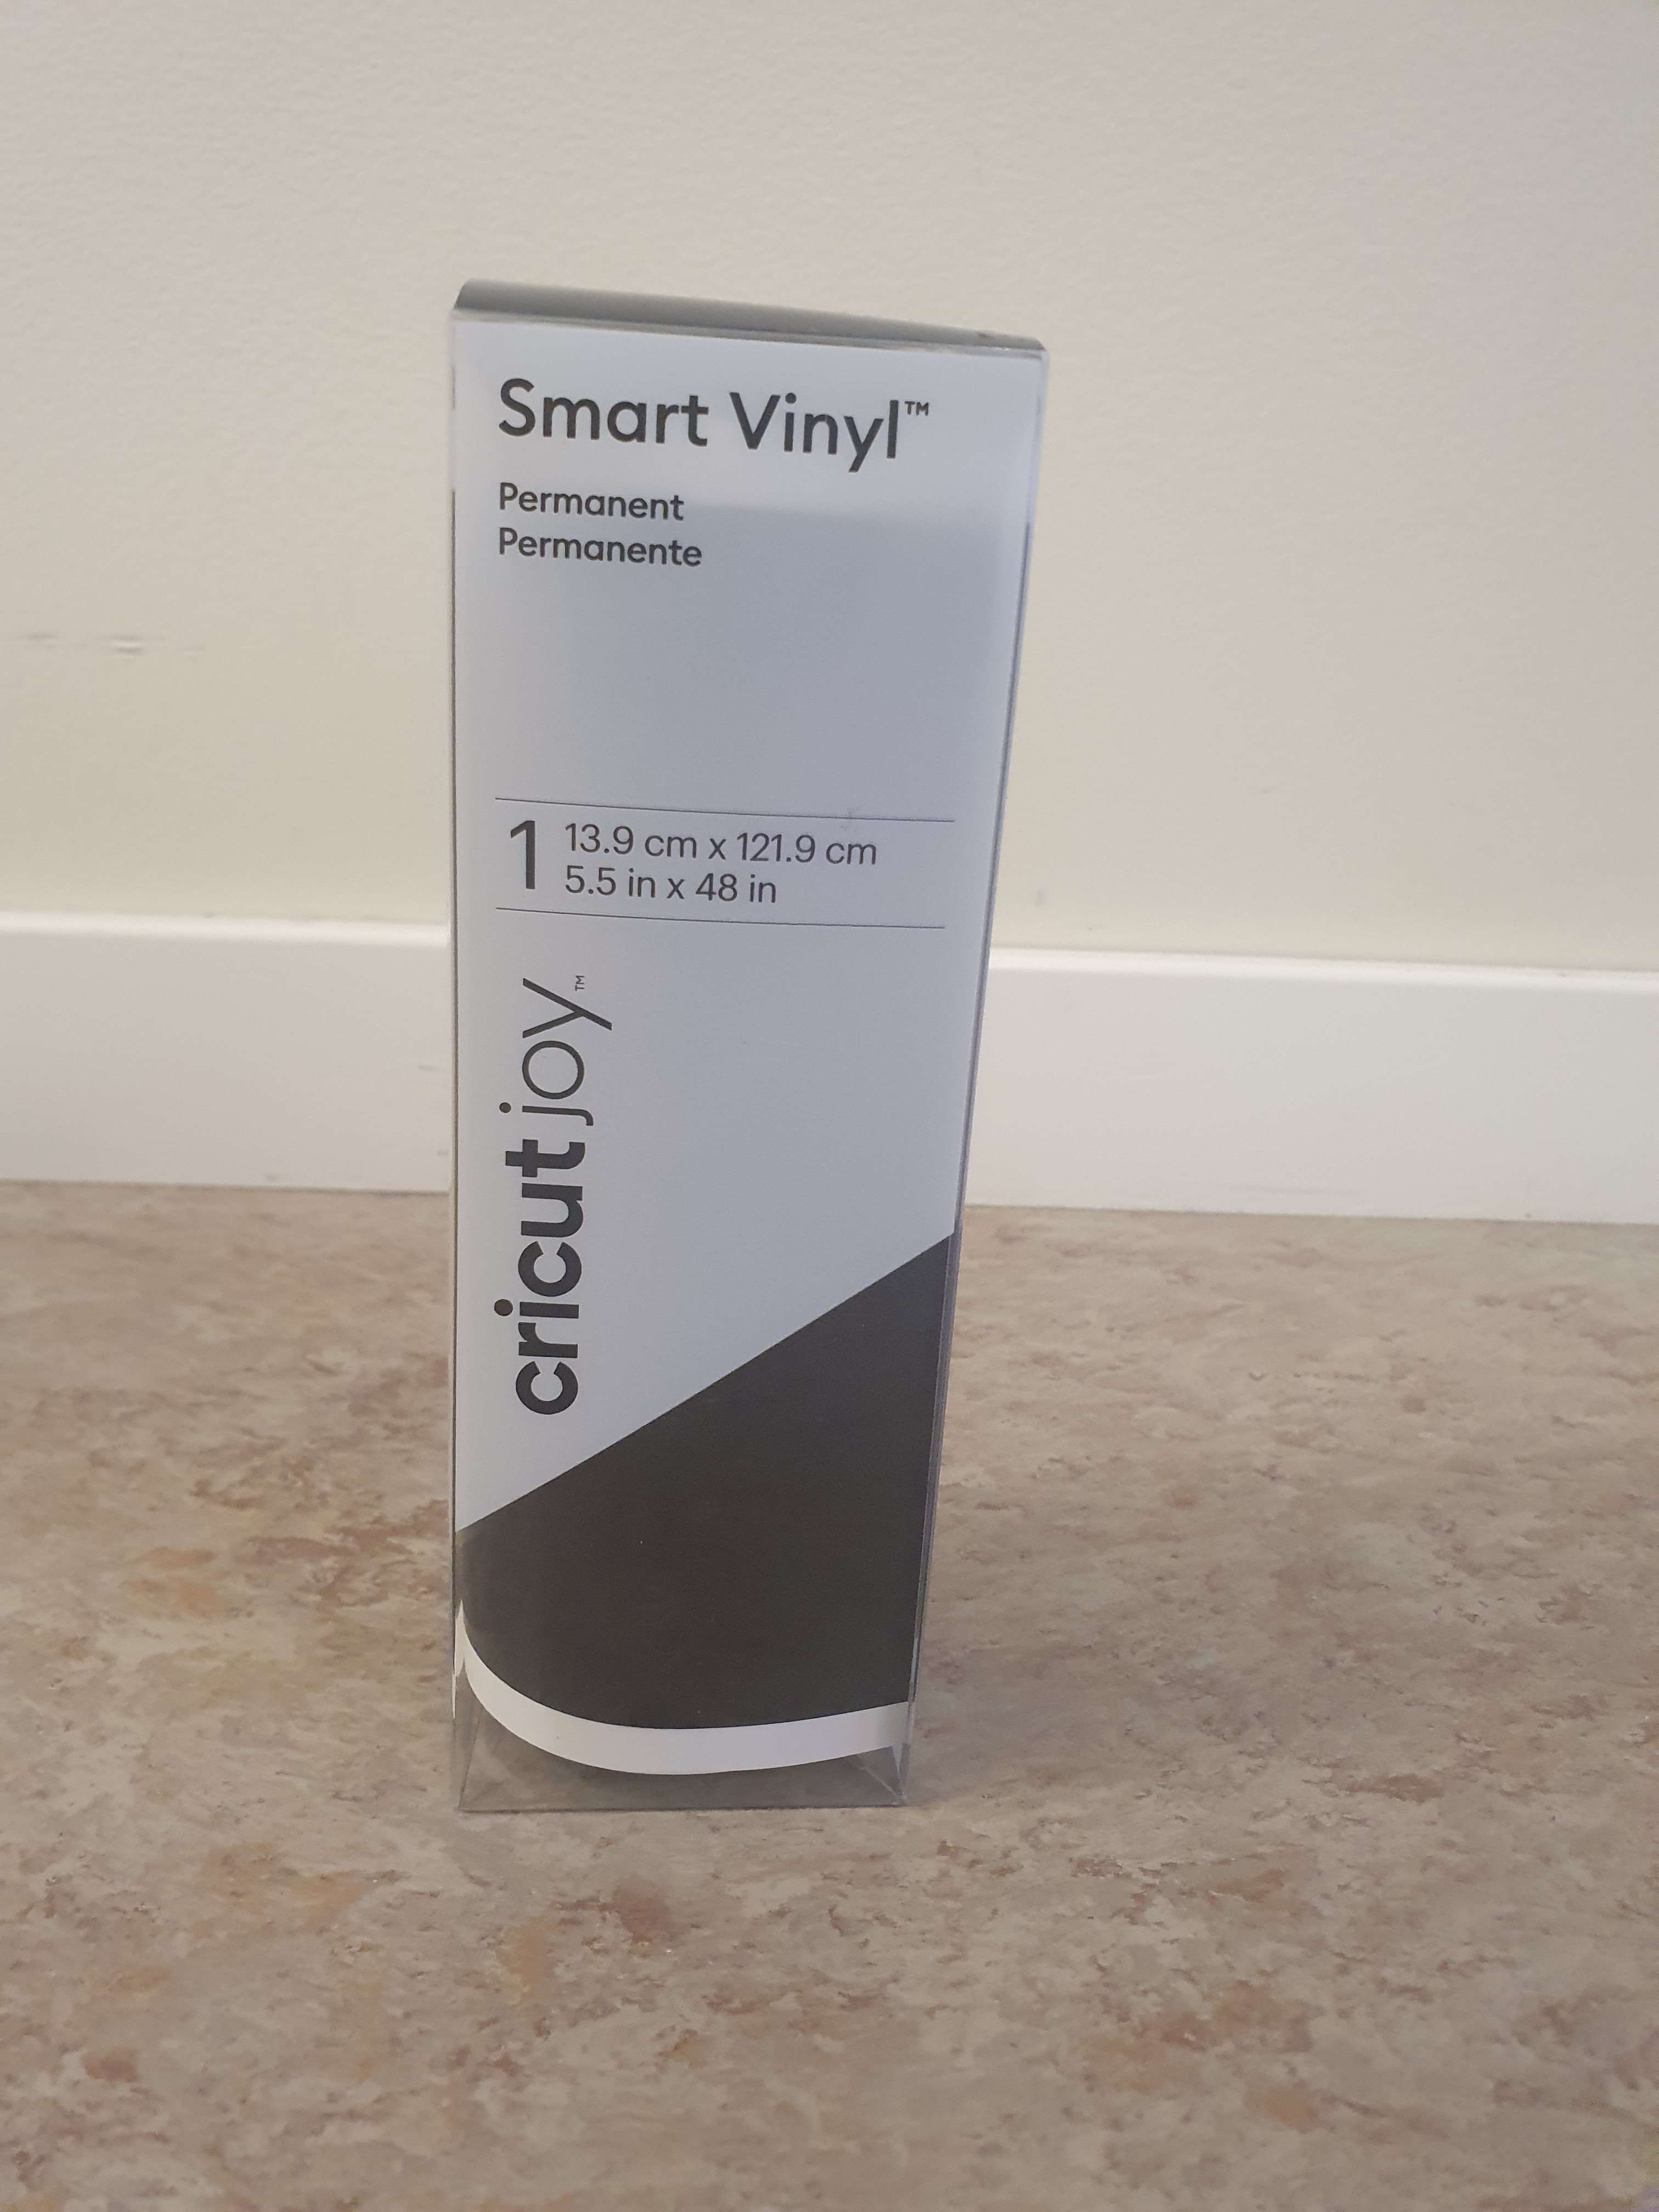 Smart Vinyl™
Permanent
Permanente
1
13.9 cm x 121.9 cm
5.5 in x 48 in
cricut joy™